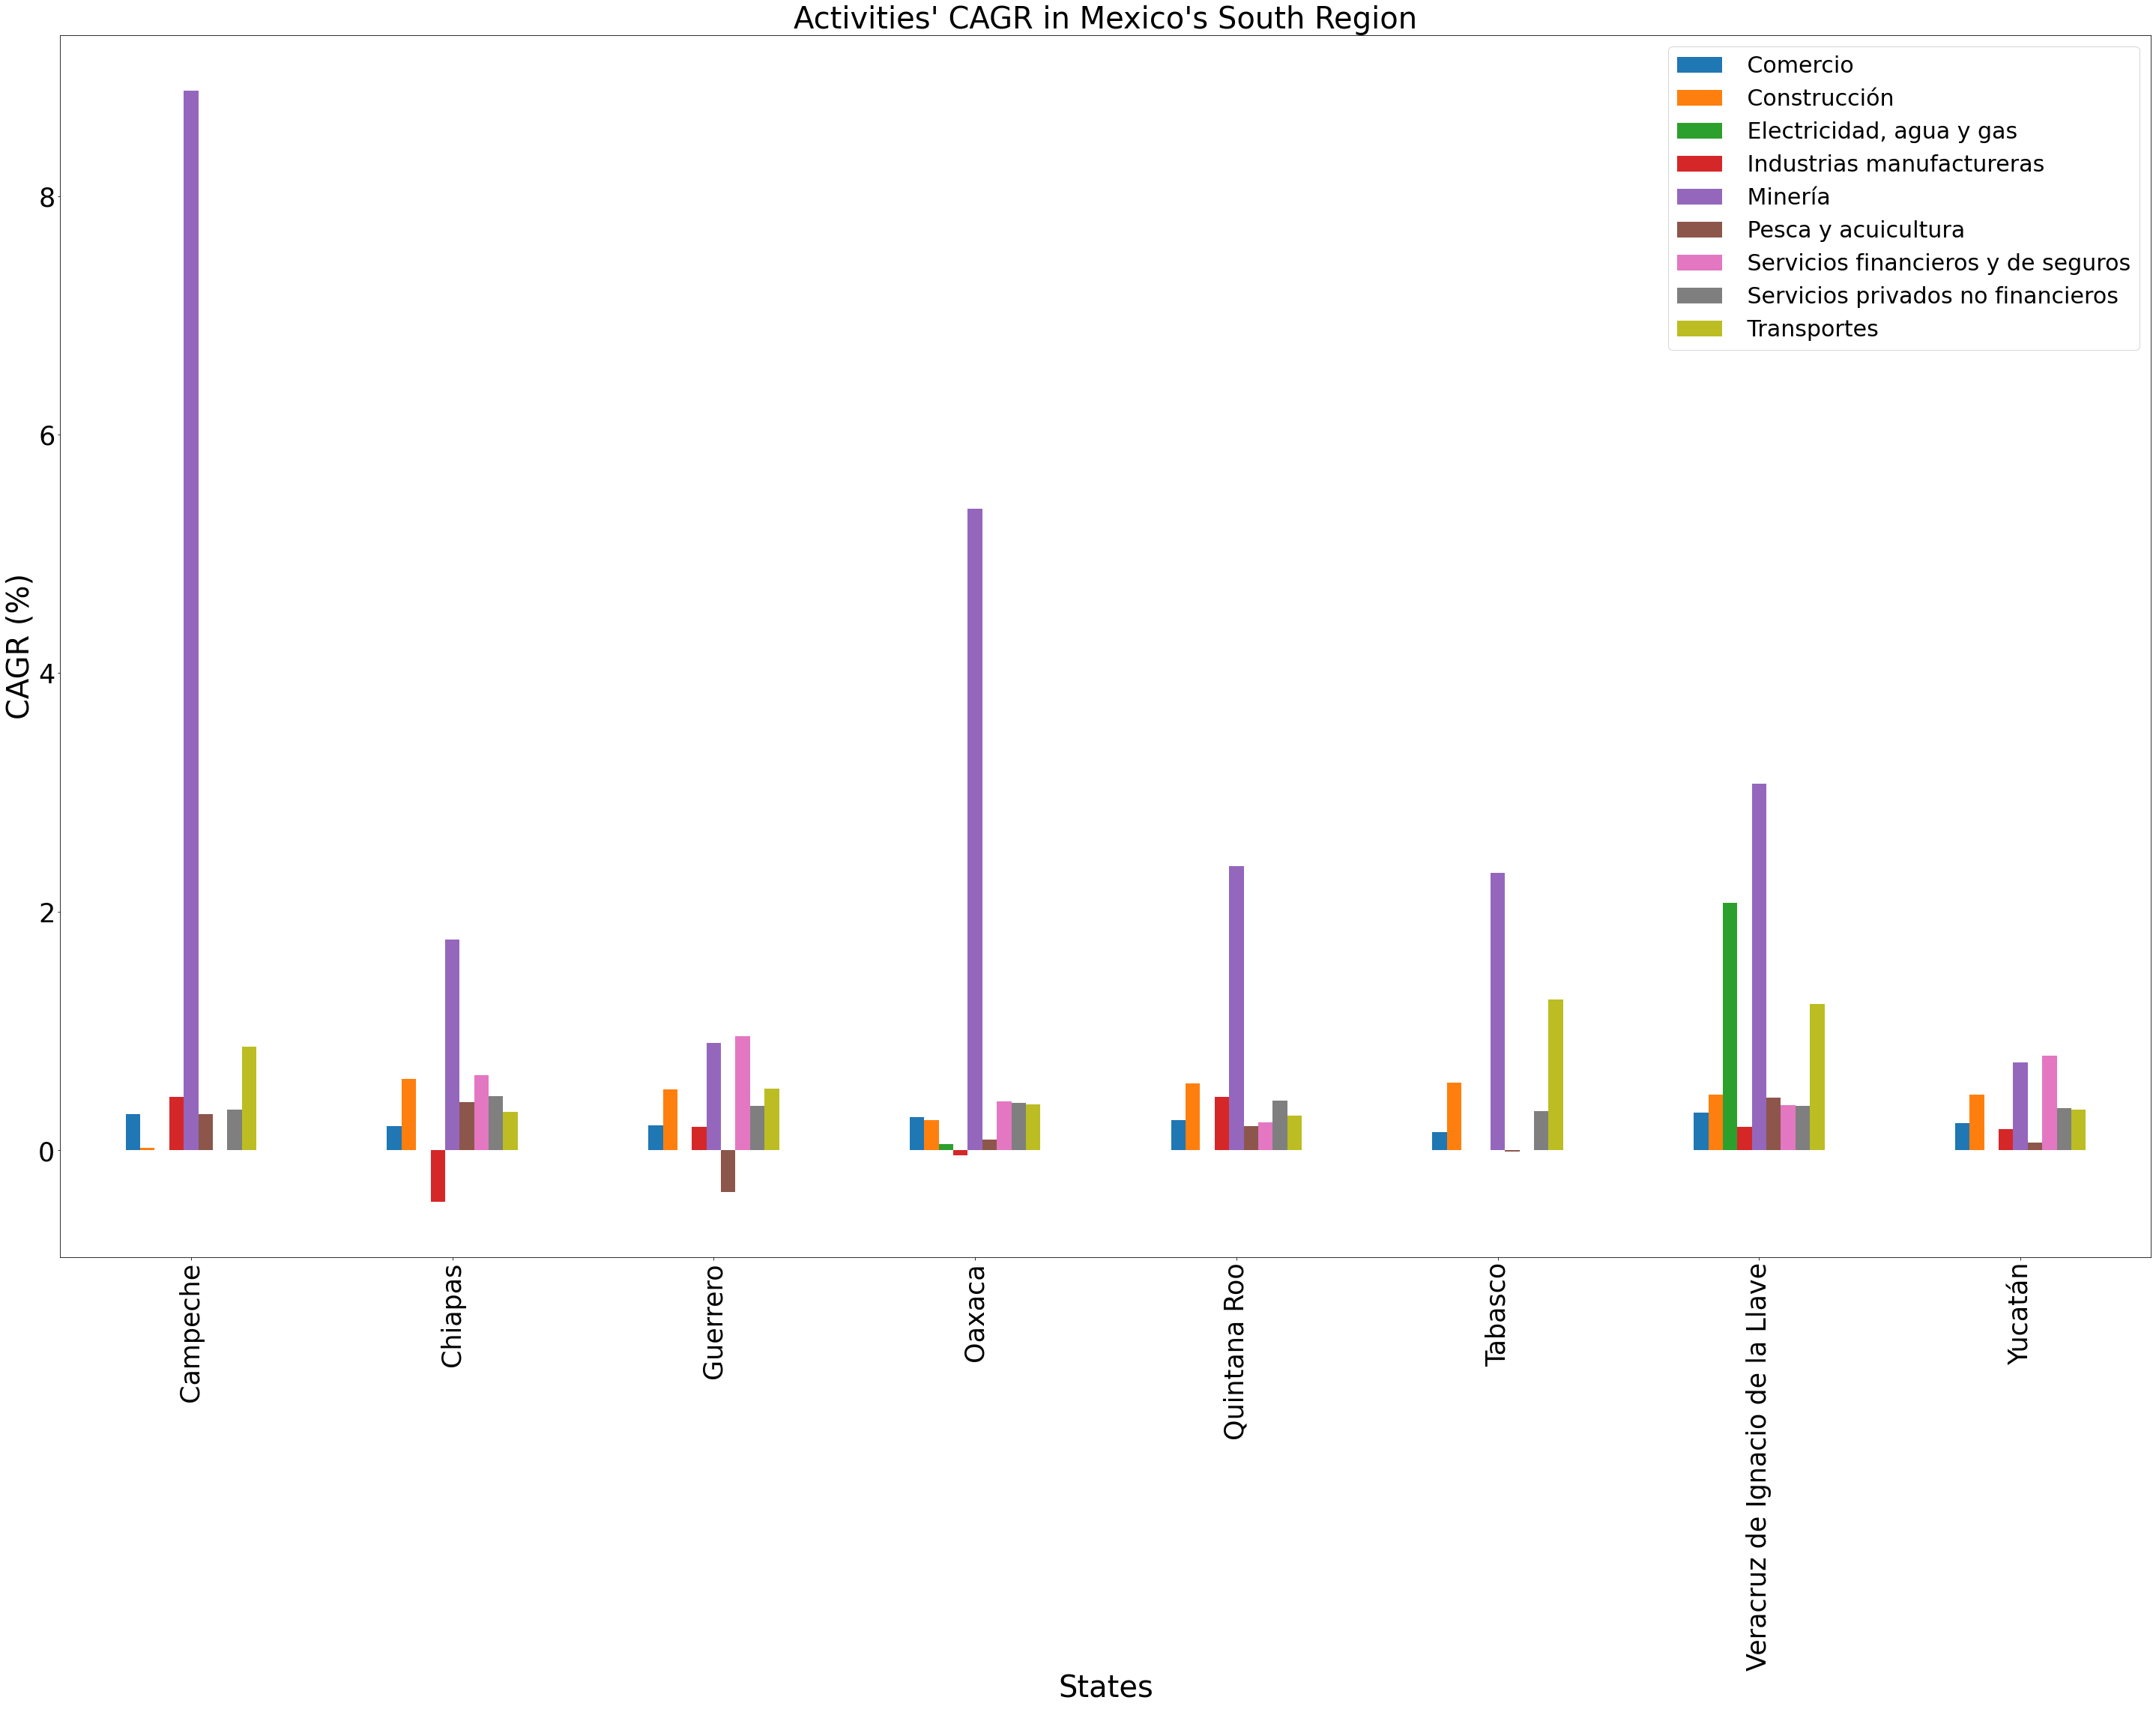 Activities' CAGR in Mexico's South Region
Comercio
Construcción
Electricidad, agua y gas
Industrias manufactureras
Minería
Pesca y acuicultura
Servicios financieros y de seguros
Servicios privados no financieros
Transportes
CAGR (%)
8
6
4
2
0
Campeche
Chiapas
Guerrero
Oaxaca
Quintana Roo
Tabasco
Veracruz de Ignacio de la Llave
Yucatán
States